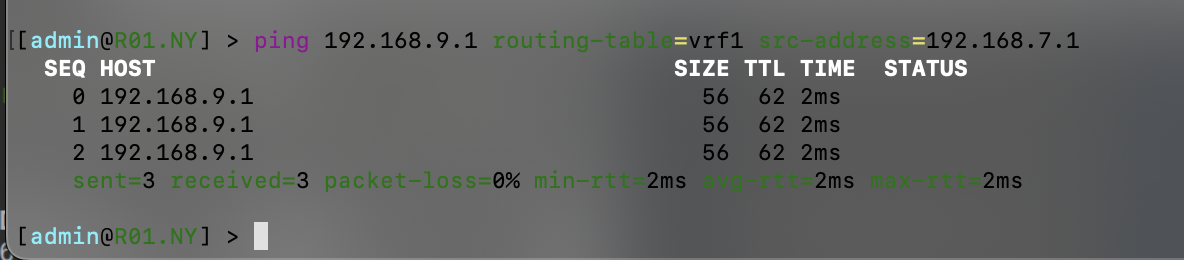 [[admin@R01.NY] > ping 192.168.9.1 routing-table=vrf1 src-address=192.168.7.1
SEQ HOST SIZE TTL TIME STATUS
0 192.168.9.1 56 62 2ms
1 192.168.9.1 56 62 2ms
2 192.168.9.1 56 62 2ms
sent=3 received=3 packet-loss=0% min-rtt=2ms avg-rtt=2ms max-rtt=2ms
[admin@R01.NY] >